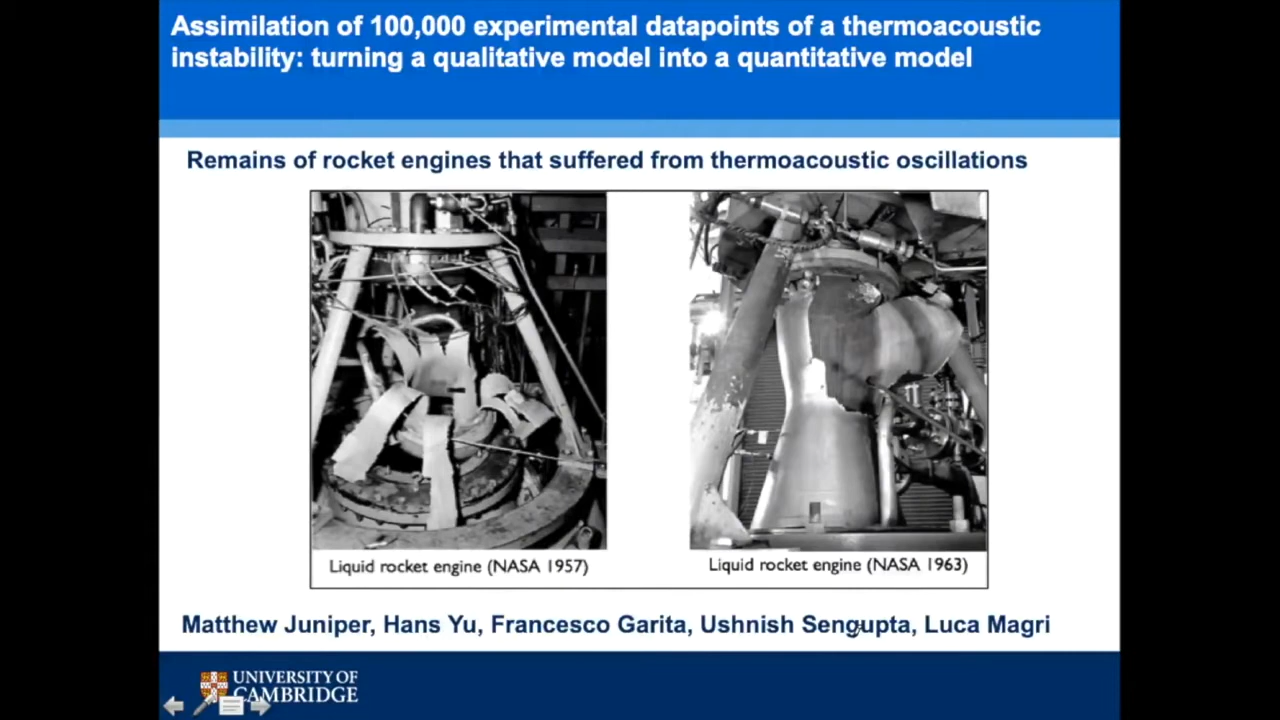 Assimilation of 100,000 experimental datapoints of a thermoacoustic
instability: turning a qualitative model into a quantitative model
Remains of rocket engines that suffered from thermoacoustic oscillations
Liquid rocket engine (NASA 1957)
Liquid rocket engine (NASA 1963)
Matthew Juniper, Hans Yu, Francesco Garita, Ushnish Sengupta, Luca Magri
UNIVERSITY OF
CAMBRIDGE